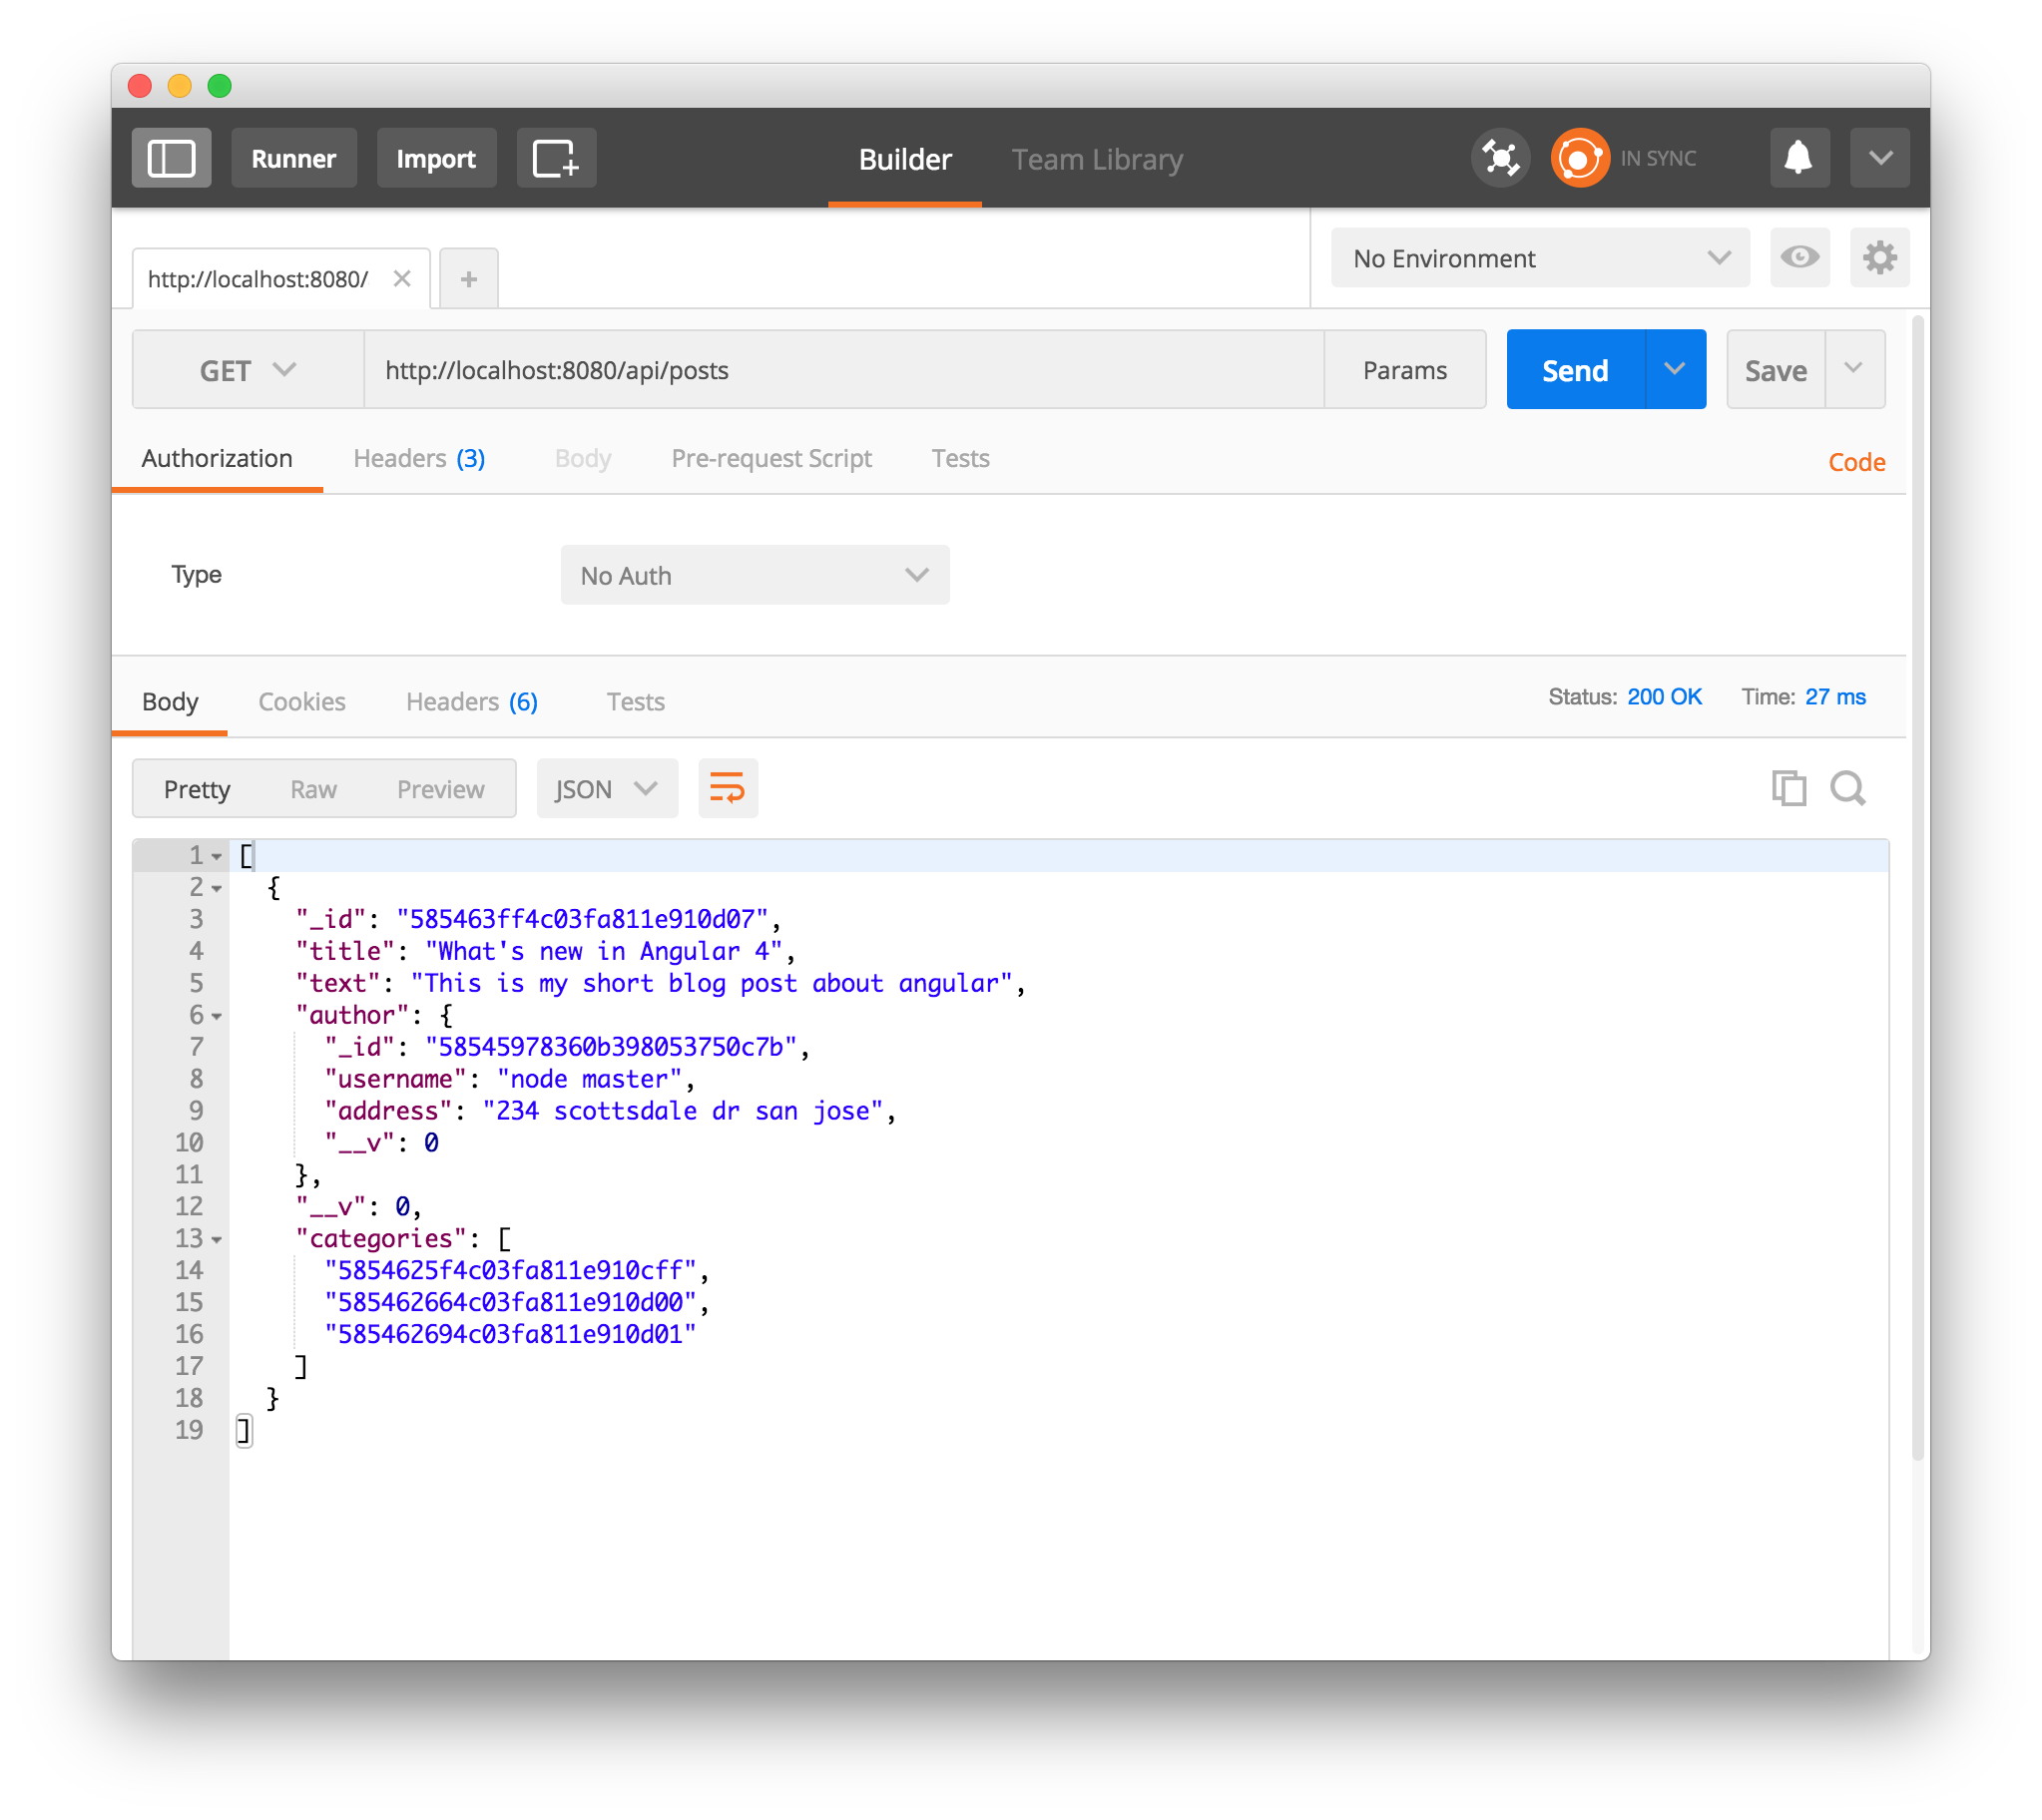 Runner Import Builder Team Library IN SYNC
http://localhost:8080/ No Environment
GET http://localhost:8080/api/posts Params Send Save
Authorization Headers (3) Body Pre-request Script Tests Code
Type No Auth
Body Cookies Headers (6) Tests Status: 200 OK Time: 27 ms
Pretty Raw Preview JSON
1 [
2 {
3 "_id": "585463ff4c03fa811e910d07",
4 "title": "What's new in Angular 4",
5 "text": "This is my short blog post about angular",
6 "author": {
7 "_id": "58545978360b398053750c7b",
8 "username": "node master",
9 "address": "234 scottsdale dr san jose",
10 "__v": 0
11 },
12 "__v": 0,
13 "categories": [
14 "5854625f4c03fa811e910cff",
15 "585462664c03fa811e910d00",
16 "585462694c03fa811e910d01"
17 ]
18 }
19 ]